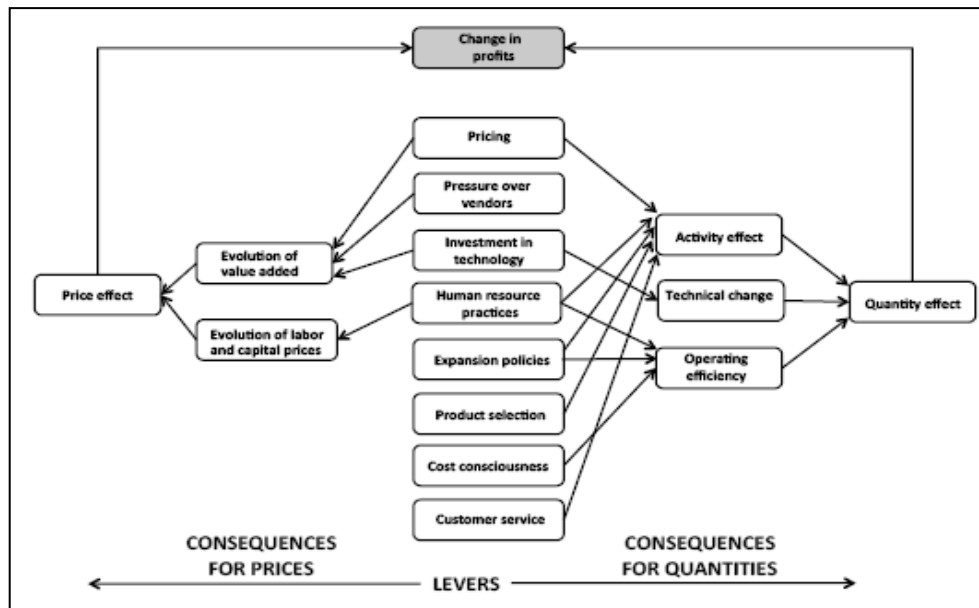 Change in
profits
Pricing
Pressure over
vendors
Investment in
technology
Human resource
practices
Expansion policies
Product selection
Cost consciousness
Customer service
Evolution of
value added
Evolution of labor
and capital prices
Price effect
Activity effect
Technical change
Operating
efficiency
Quantity effect
CONSEQUENCES
FOR PRICES
LEVERS
CONSEQUENCES
FOR QUANTITIES